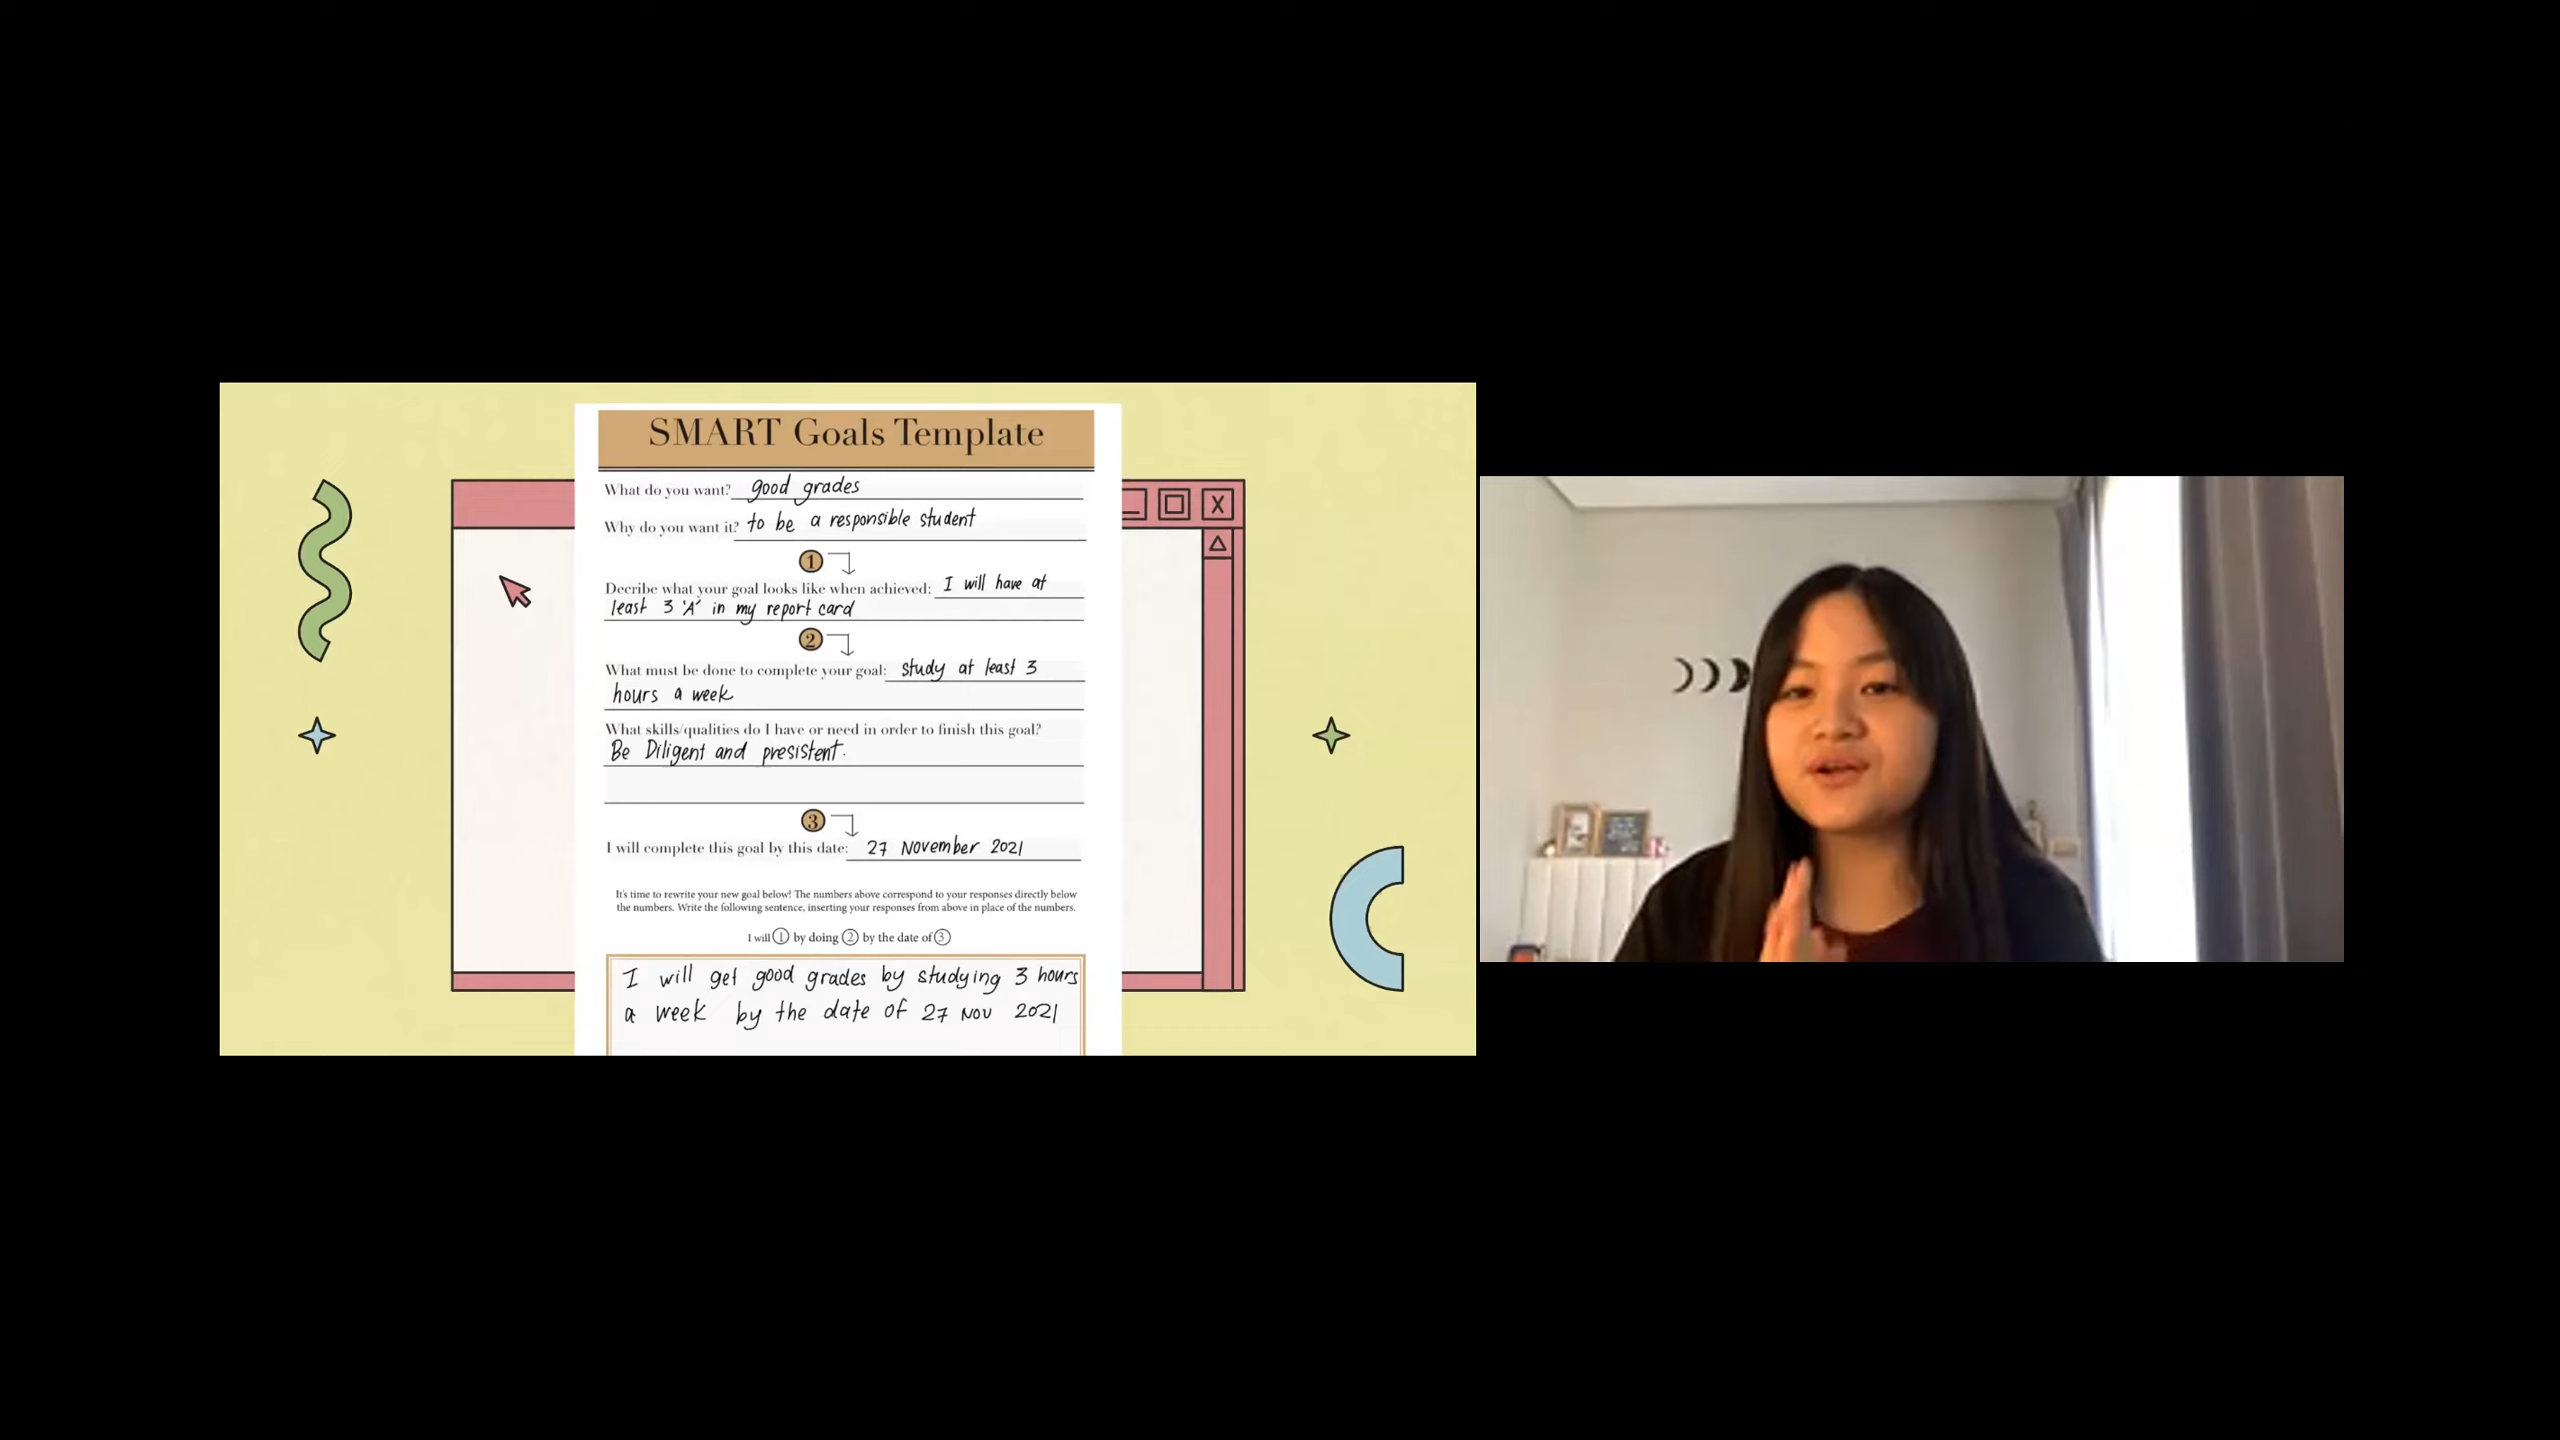 SMART Goals Template
What do you want? good grades
Why do you want it? to be a responsible student
1
Decribe what your goal looks like when achieved: I will have at
least 3 'A' in my report card
2
What must be done to complete your goal: study at least 3
hours a week
What skills/qualities do I have or need in order to finish this goal?
Be Diligent and presistent.
3
I will complete this goal by this date: 27 November 2021
It's time to rewrite your new goal below! The numbers above correspond to your responses directly below
the numbers. Write the following sentence, inserting your responses from above in place of the numbers.
I will 1 by doing 2 by the date of 3
I will get good grades by studying 3 hours
a week by the date of 27 Nov 2021
X